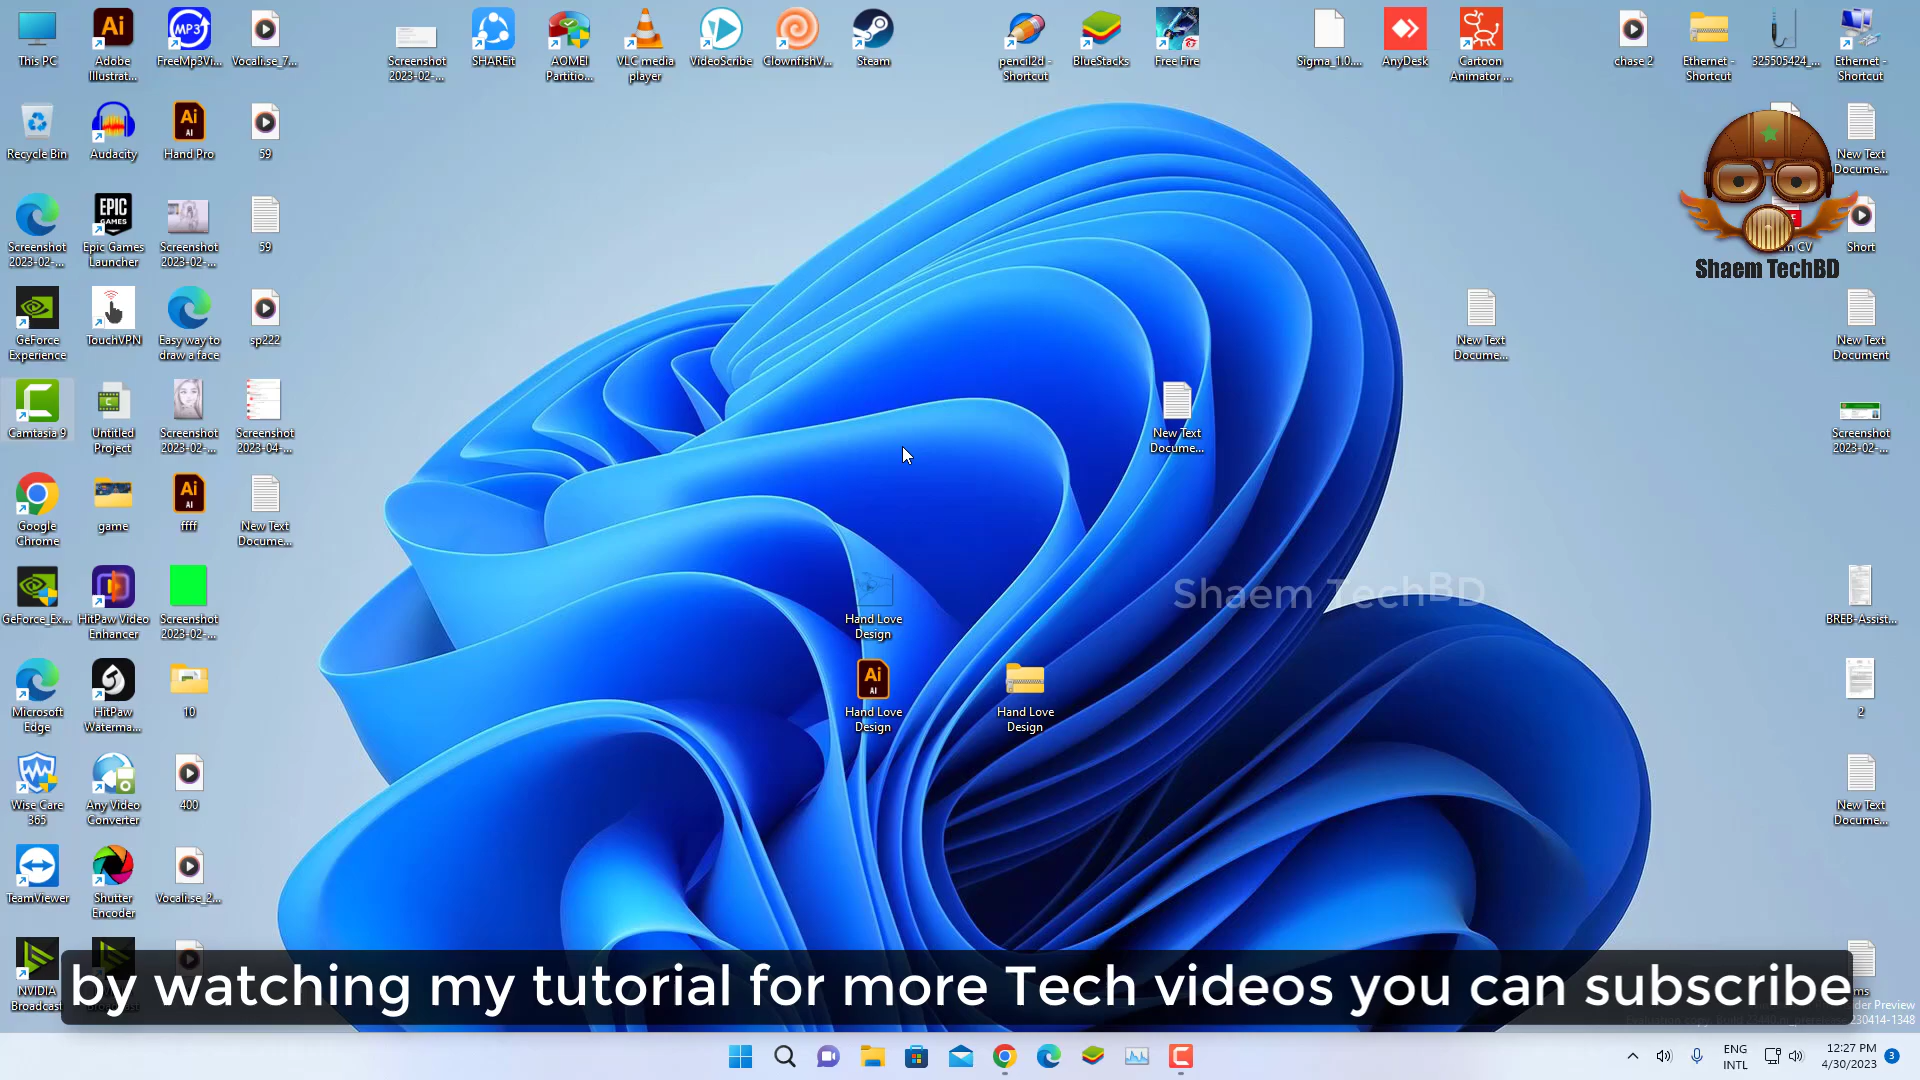 This PC
Adobe
Illustrat...
FreeMp3Vi...
Vocali.se_7...
Screenshot
2023-02-...
SHAREit
AOMEI
Partitio...
VLC media
player
VideoScribe
ClownfishV...
Steam
pencil2d -
Shortcut
BlueStacks
Free Fire
Sigma_1.0....
AnyDesk
Cartoon
Animator ...
chase 2
Ethernet -
Shortcut
325505424_...
Ethernet -
Shortcut
Recycle Bin
Audacity
Hand Pro
59
New Text
Docume...
Screenshot
2023-02-...
Epic Games
Launcher
Screenshot
2023-02-...
59
CV
Short
Shaem TechBD
GeForce
Experience
TouchVPN
Easy way to
draw a face
sp222
New Text
Docume...
New Text
Document
Camtasia 9
Untitled
Project
Screenshot
2023-02-...
Screenshot
2023-04-...
New Text
Docume...
Screenshot
2023-02-...
Google
Chrome
game
ffff
New Text
Docume...
GeForce_Ex...
HitPaw Video
Enhancer
Screenshot
2023-02-...
Hand Love
Design
Shaem TechBD
BREB-Assist...
Microsoft
Edge
HitPaw
Waterma...
10
Hand Love
Design
Hand Love
Design
2
Wise Care
365
Any Video
Converter
400
New Text
Docume...
TeamViewer
Shutter
Encoder
Vocali.se_2...
NVIDIA
Broadcast
by watching my tutorial for more Tech videos you can subscribe
ENG
INTL
12:27 PM
4/30/2023
3